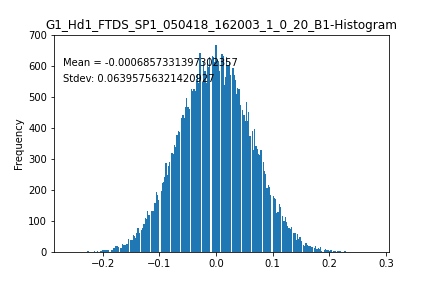 G1_Hd1_FTDS_SP1_050418_162003_1_0_20_B1-Histogram
700
600
500
400
300
200
100
0
Frequency
Mean = -0.0006857331397302357
Stdev: 0.06395756321420927
−0.2 −0.1 0.0 0.1 0.2 0.3